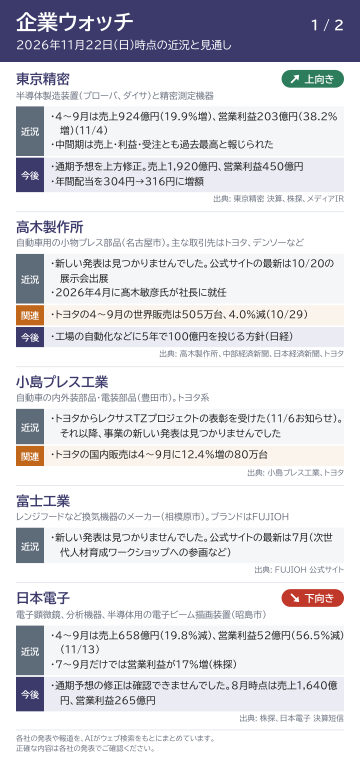 企業ウォッチ
1 / 2
2026年11月22日(日)時点の近況と見通し
東京精密
上向き
半導体製造装置(プローバ、ダイサ)と精密測定機器
近況
・4〜9月は売上924億円(19.9%増)、営業利益203億円(38.2%
増)(11/4)
・中間期は売上・利益・受注とも過去最高と報じられた
今後
・通期予想を上方修正。売上1,920億円、営業利益450億円
・年間配当を304円→316円に増額
出典: 東京精密 決算、株探、メディアIR
高木製作所
自動車用の小物プレス部品(名古屋市)。主な取引先はトヨタ、デンソーなど
近況
・新しい発表は見つかりませんでした。公式サイトの最新は10/20の
展示会出展
・2026年4月に髙木敏彦氏が社長に就任
関連
・トヨタの4〜9月の世界販売は505万台、4.0%減(10/29)
今後
・工場の自動化などに5年で100億円を投じる方針(日経)
出典: 高木製作所、中部経済新聞、日本経済新聞、トヨタ
小島プレス工業
自動車の内外装部品・電装部品(豊田市)。トヨタ系
近況
・トヨタからレクサスTZプロジェクトの表彰を受けた(11/6お知らせ)。
それ以降、事業の新しい発表は見つかりませんでした
関連
・トヨタの国内販売は4〜9月に12.4%増の80万台
出典: 小島プレス工業、トヨタ
富士工業
レンジフードなど換気機器のメーカー(相模原市)。ブランドはFUJIOH
近況
・新しい発表は見つかりませんでした。公式サイトの最新は7月(次世
代人材育成ワークショップへの参画など)
出典: FUJIOH 公式サイト
日本電子
下向き
電子顕微鏡、分析機器、半導体用の電子ビーム描画装置(昭島市)
近況
・4〜9月は売上658億円(19.8%減)、営業利益52億円(56.5%減)
(11/13)
・7〜9月だけでは営業利益が17%増(株探)
今後
・通期予想の修正は確認できませんでした。8月時点は売上1,640億
円、営業利益265億円
出典: 株探、日本電子 決算短信
各社の発表や報道を、AIがウェブ検索をもとにまとめています。
正確な内容は各社の発表でご確認ください。